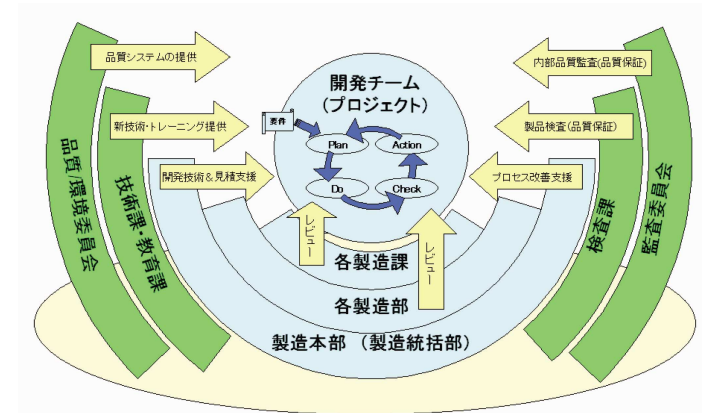 品質システムの提供
内部品質監査(品質保証)
開発チーム
(プロジェクト)
新技術・トレーニング提供
要件
製品検査(品質保証)
Plan
Action
開発技術&見積支援
プロセス改善支援
Do
Check
レビュー
レビュー
各製造課
各製造部
製造本部 (製造統括部)
品質/環境委員会
技術課・教育課
検査課
監査委員会